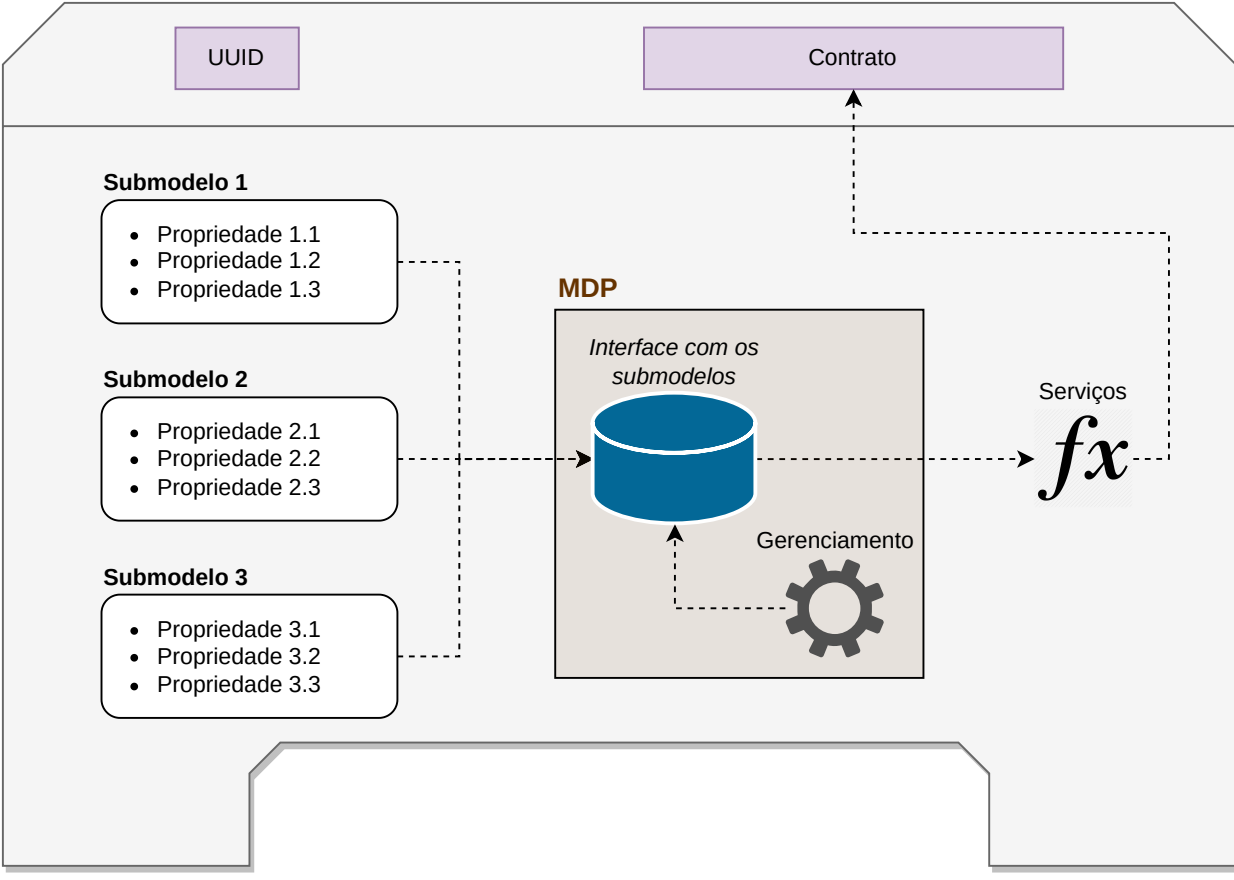 UUID
Contrato
Submodelo 1
• Propriedade 1.1
• Propriedade 1.2
• Propriedade 1.3
Submodelo 2
• Propriedade 2.1
• Propriedade 2.2
• Propriedade 2.3
Submodelo 3
• Propriedade 3.1
• Propriedade 3.2
• Propriedade 3.3
MDP
Interface com os
submodelos
Gerenciamento
Serviços
fx